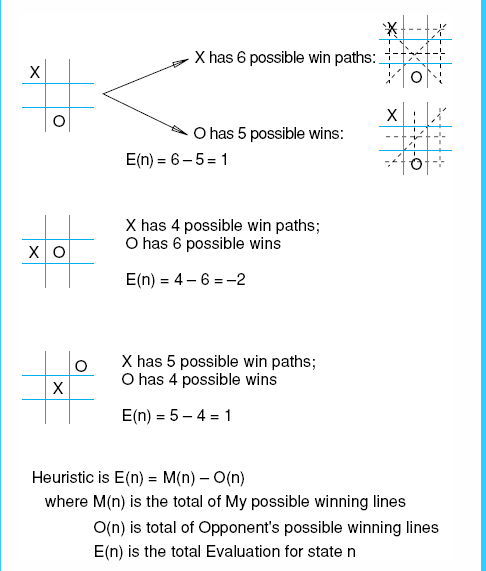 X has 6 possible win paths:
X
O
X
O
O has 5 possible wins:
X
O
E(n) = 6 – 5 = 1
X has 4 possible win paths;
O has 6 possible wins
X O
E(n) = 4 – 6 = –2
X has 5 possible win paths;
O has 4 possible wins
O
X
E(n) = 5 – 4 = 1
Heuristic is E(n) = M(n) – O(n)
where M(n) is the total of My possible winning lines
O(n) is total of Opponent's possible winning lines
E(n) is the total Evaluation for state n